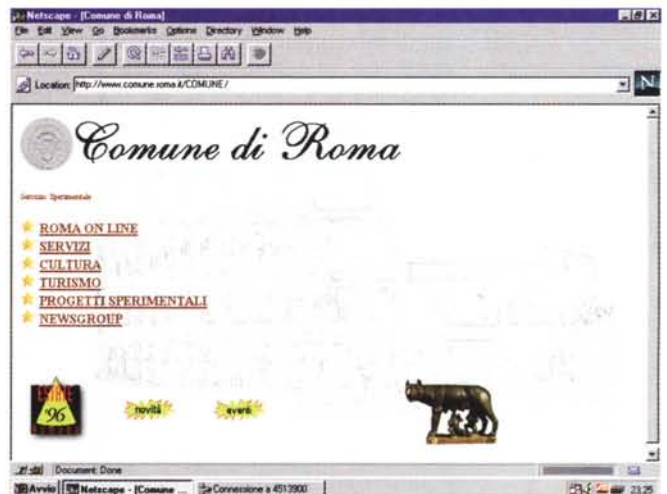 Netscape - [Comune di Roma]
File Edit View Go Bookmarks Options Directory Window Help
Location: http://www.comune.roma.it/COMUNE/
N
Comune di Roma
Servizio Sperimentale
ROMA ON LINE
SERVIZI
CULTURA
TURISMO
PROGETTI SPERIMENTALI
NEWSGROUP
ESTATE
'96
novità
eventi
Document: Done
Avvio
Netscape - [Comune ...
Connessione a 4513900
23.25